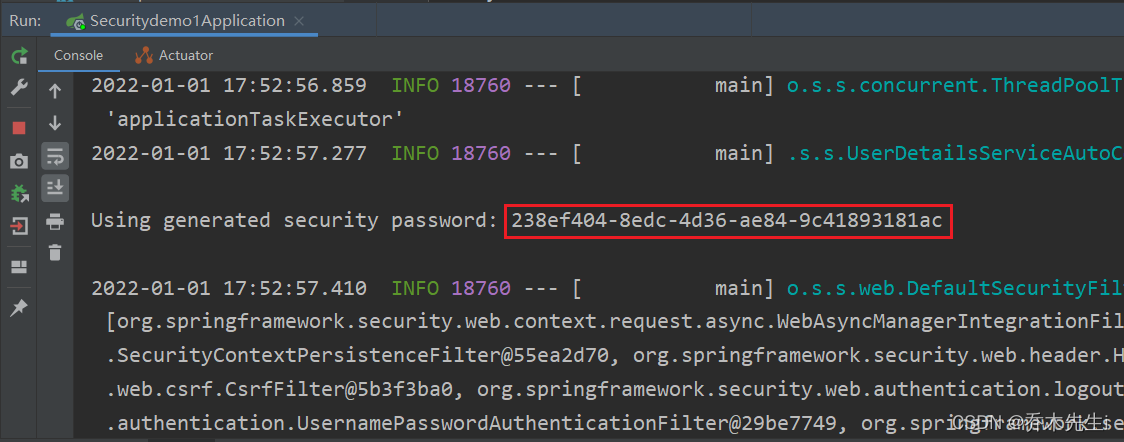 Run: Securitydemo1Application
Console Actuator
2022-01-01 17:52:56.859 INFO 18760 --- [ main] o.s.s.concurrent.ThreadPoolT
'applicationTaskExecutor'
2022-01-01 17:52:57.277 INFO 18760 --- [ main] .s.s.UserDetailsServiceAutoC
Using generated security password: 238ef404-8edc-4d36-ae84-9c41893181ac
2022-01-01 17:52:57.410 INFO 18760 --- [ main] o.s.s.web.DefaultSecurityFil
[org.springframework.security.web.context.request.async.WebAsyncManagerIntegrationFil
.SecurityContextPersistenceFilter@55ea2d70, org.springframework.security.web.header.H
.web.csrf.CsrfFilter@5b3f3ba0, org.springframework.security.web.authentication.logout
.authentication.UsernamePasswordAuthenticationFilter@29be7749, org.springframework.se
CSDN @乔木先生i